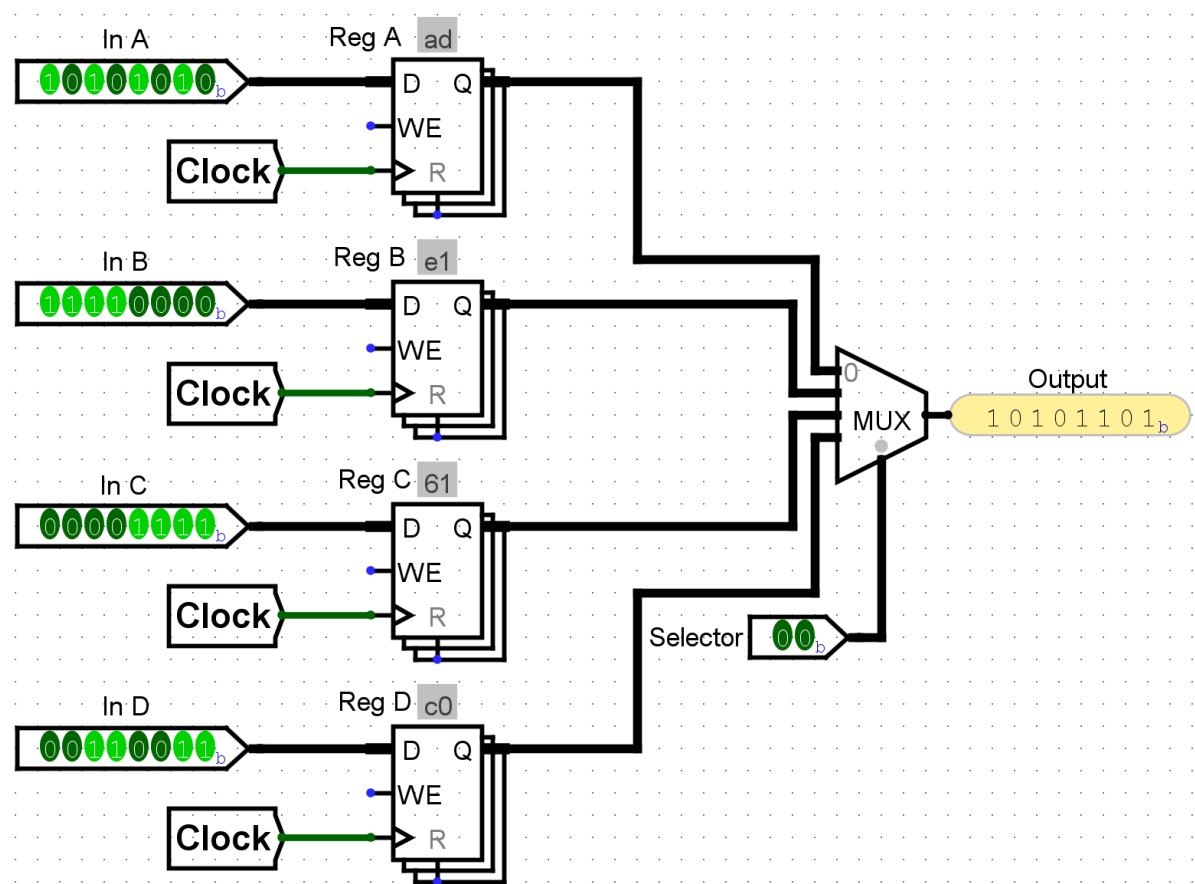 In A
10101010b
Reg A ad
D Q
WE
Clock
R
In B
11110000b
Reg B e1
D Q
WE
Clock
R
0
MUX
Output
10101101b
In C
00001111b
Reg C 61
D Q
WE
Clock
R
Selector 00b
In D
00110011b
Reg D c0
D Q
WE
Clock
R